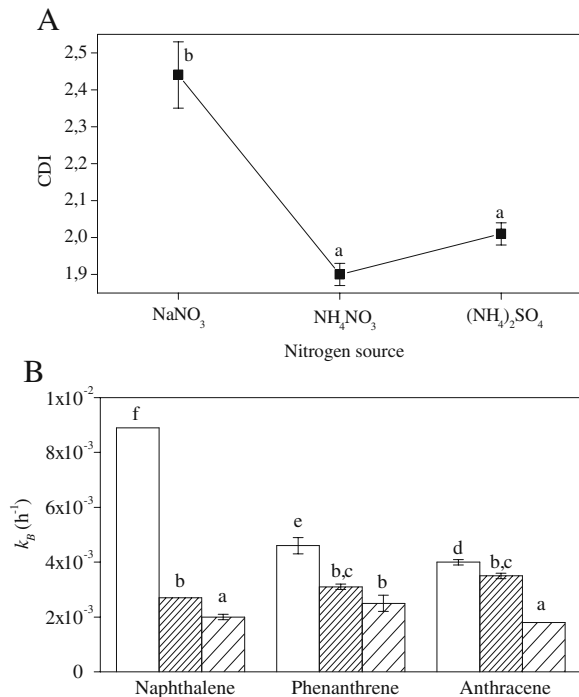 A
2,5
2,4
2,3
2,2
2,1
2,0
1,9
CDI
b
a
a
NaNO₃
NH₄NO₃
(NH₄)₂SO₄
Nitrogen source
B
1x10⁻²
8x10⁻³
6x10⁻³
4x10⁻³
2x10⁻³
0
k_B (h⁻¹)
f
b
a
e
b,c
b
d
b,c
a
Naphthalene
Phenanthrene
Anthracene